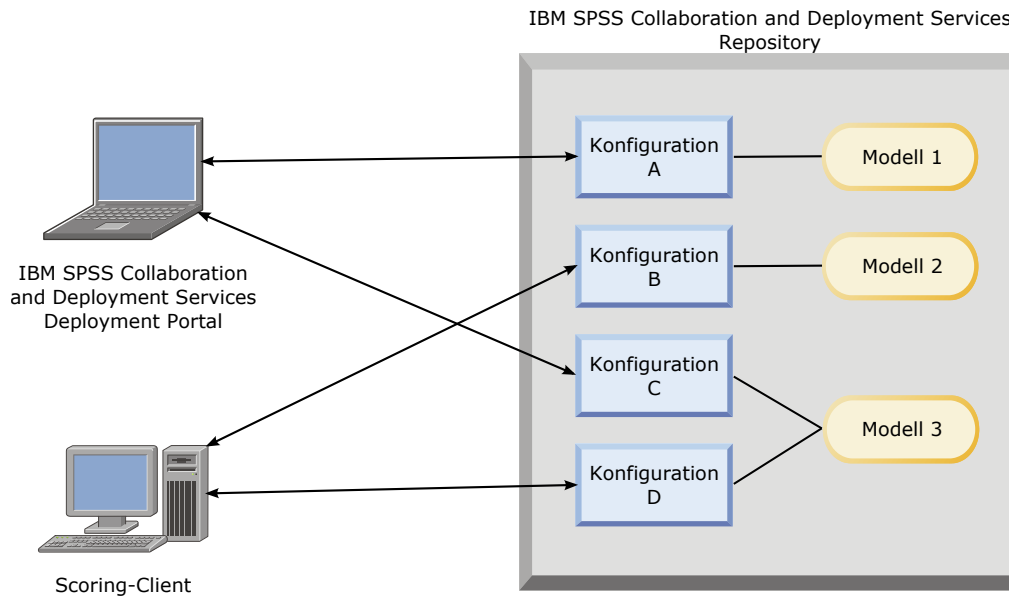 IBM SPSS Collaboration and Deployment Services
Repository
Konfiguration
A
Modell 1
Konfiguration
B
Modell 2
IBM SPSS Collaboration
and Deployment Services
Deployment Portal
Konfiguration
C
Modell 3
Konfiguration
D
Scoring-Client